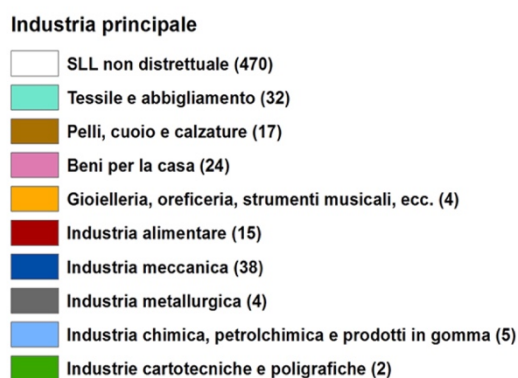 Industria principale
SLL non distrettuale (470)
Tessile e abbigliamento (32)
Pelli, cuoio e calzature (17)
Beni per la casa (24)
Gioielleria, oreficeria, strumenti musicali, ecc. (4)
Industria alimentare (15)
Industria meccanica (38)
Industria metallurgica (4)
Industria chimica, petrolchimica e prodotti in gomma (5)
Industrie cartotecniche e poligrafiche (2)